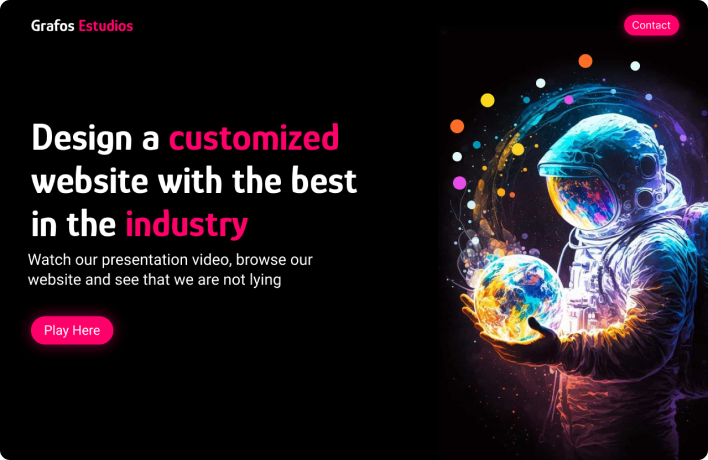 Grafos Estudios
Contact
Design a customized
website with the best
in the industry
Watch our presentation video, browse our
website and see that we are not lying
Play Here